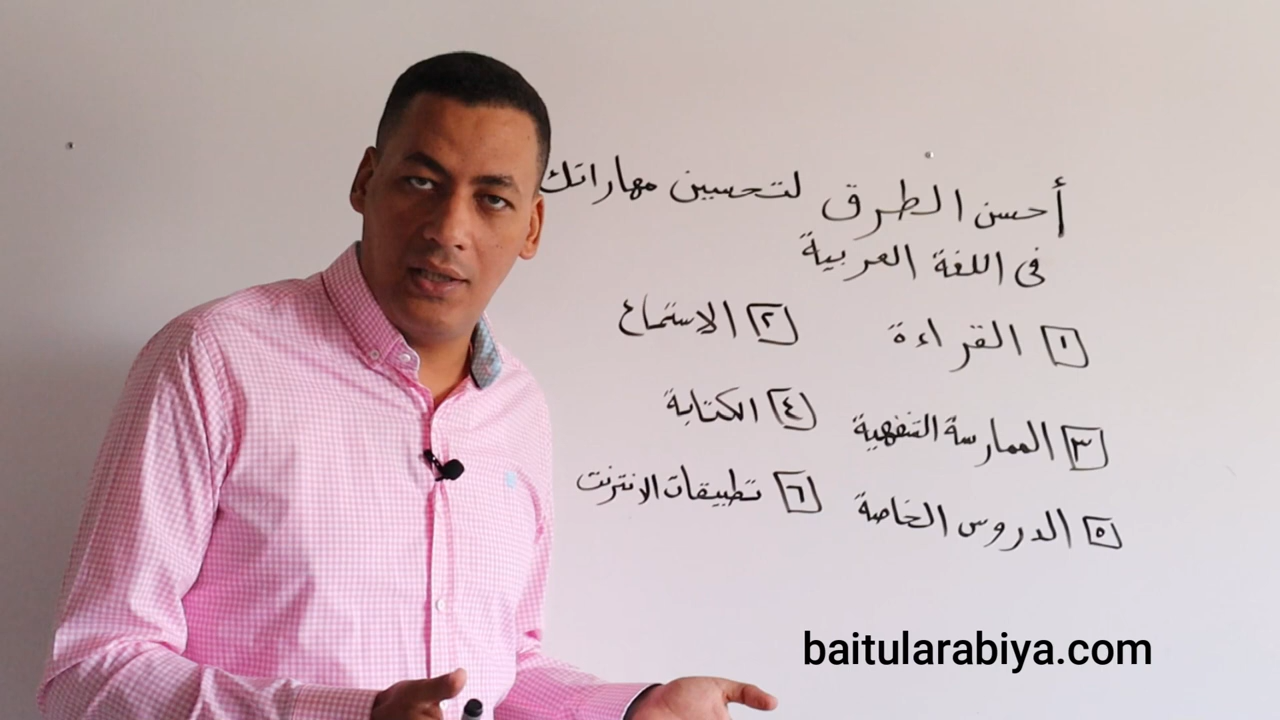 أحسن الطرق لتحسين مهاراتك
في اللغة العربية
١ القراءة ٢ الاستماع
٣ الممارسة الشفهية ٤ الكتابة
٥ الدروس الخاصة ٦ تطبيقات الانترنت
baitularabiya.com